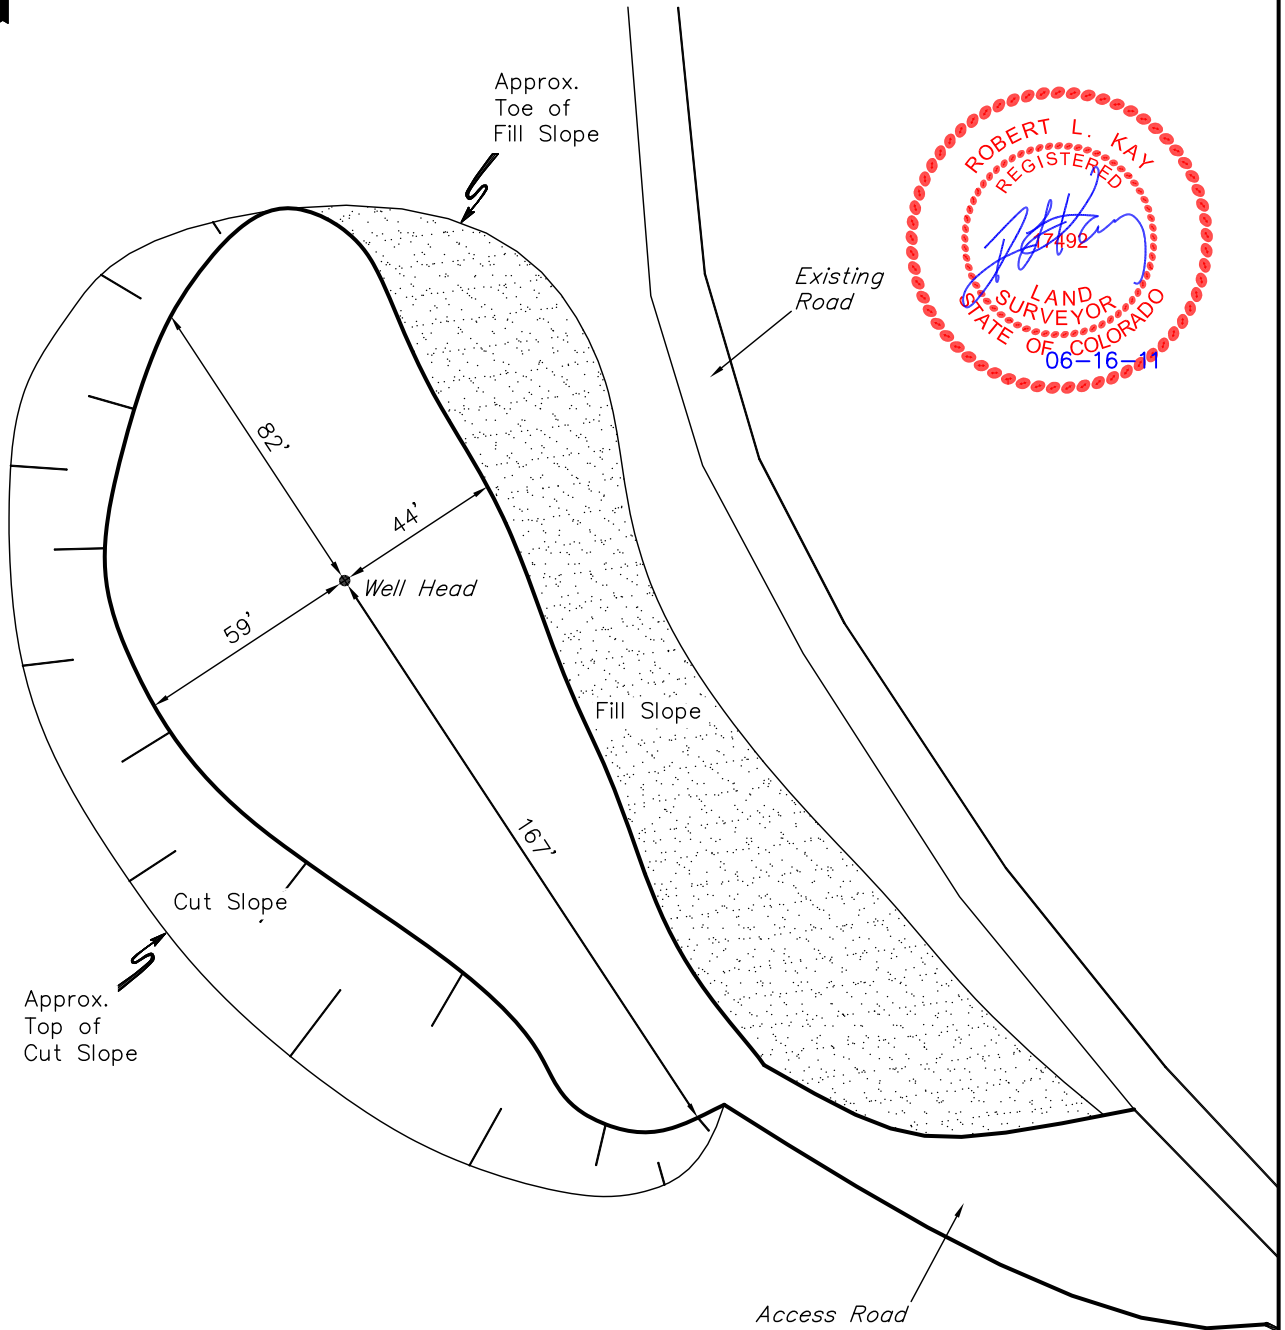 Approx.
Toe of
Fill Slope
ROBERT L. KAY
REGISTERED
17492
LAND
SURVEYOR
STATE OF COLORADO
06-16-11
Existing
Road
82'
44'
Well Head
59'
Fill Slope
167'
Cut Slope
Approx.
Top of
Cut Slope
Access Road